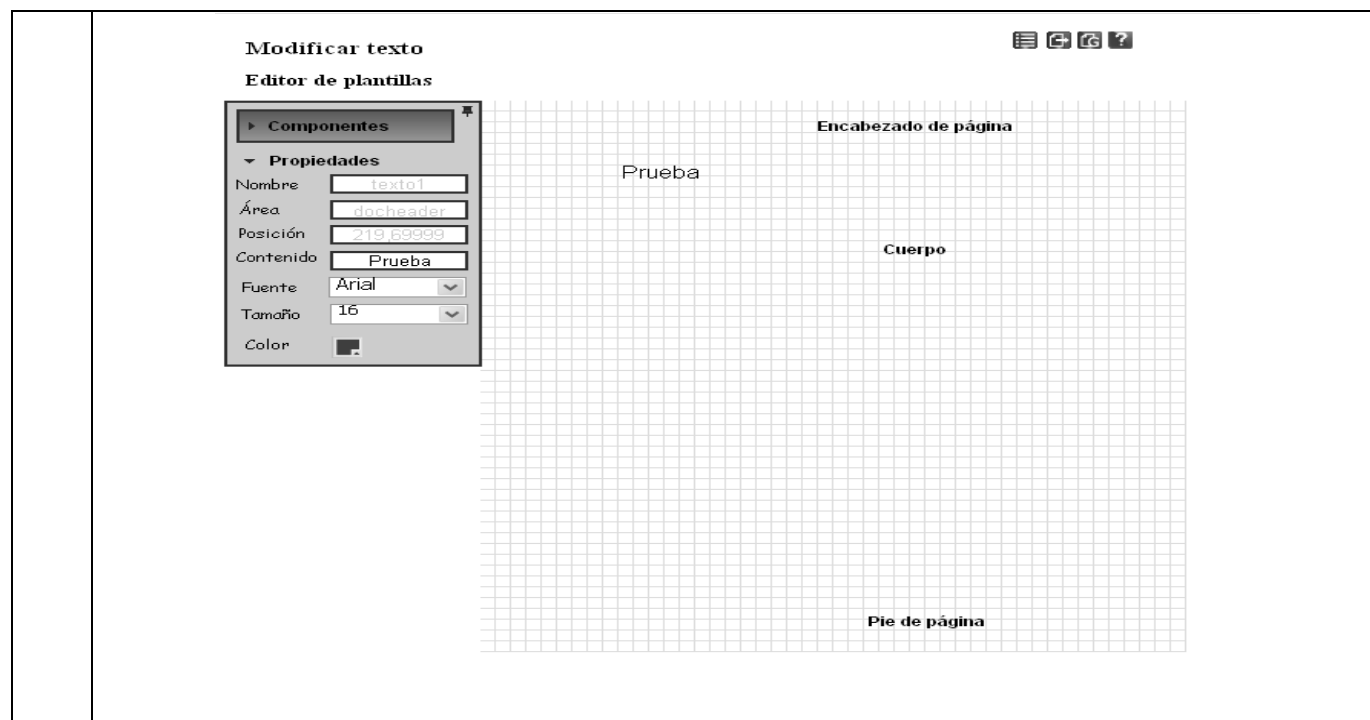 Modificar texto
Editor de plantillas
Componentes
Propiedades
Nombre texto1
Área docheader
Posición 219,69999
Contenido Prueba
Fuente Arial
Tamaño 16
Color
Encabezado de página
Prueba
Cuerpo
Pie de página